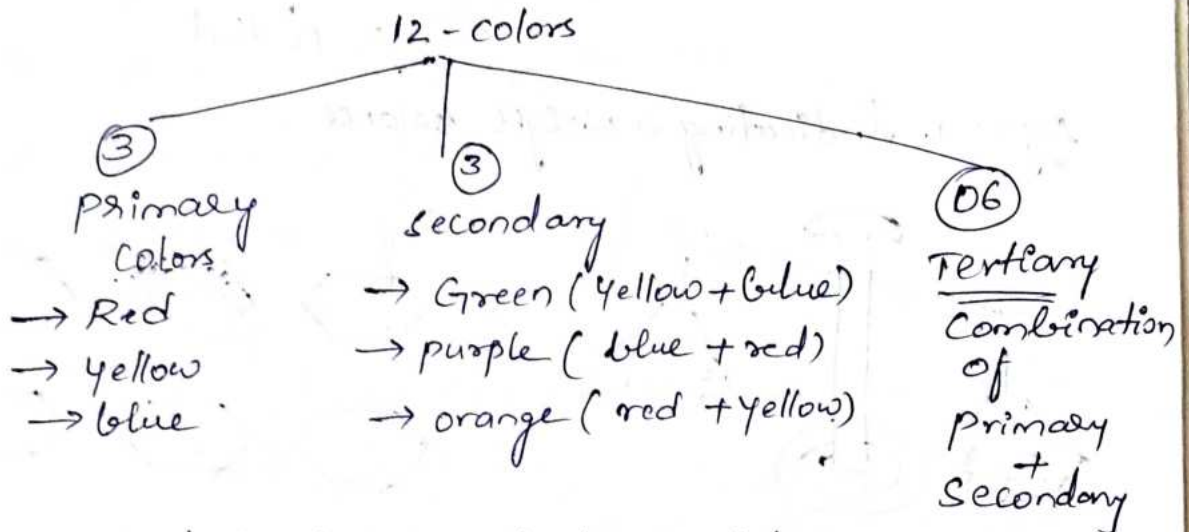 12 - colors
3
primary
colors
→ Red
→ yellow
→ blue
3
secondary
→ Green (yellow + blue)
→ purple ( blue + red)
→ orange ( red + yellow)
06
Tertiary
Combination
of
primary
+
secondary